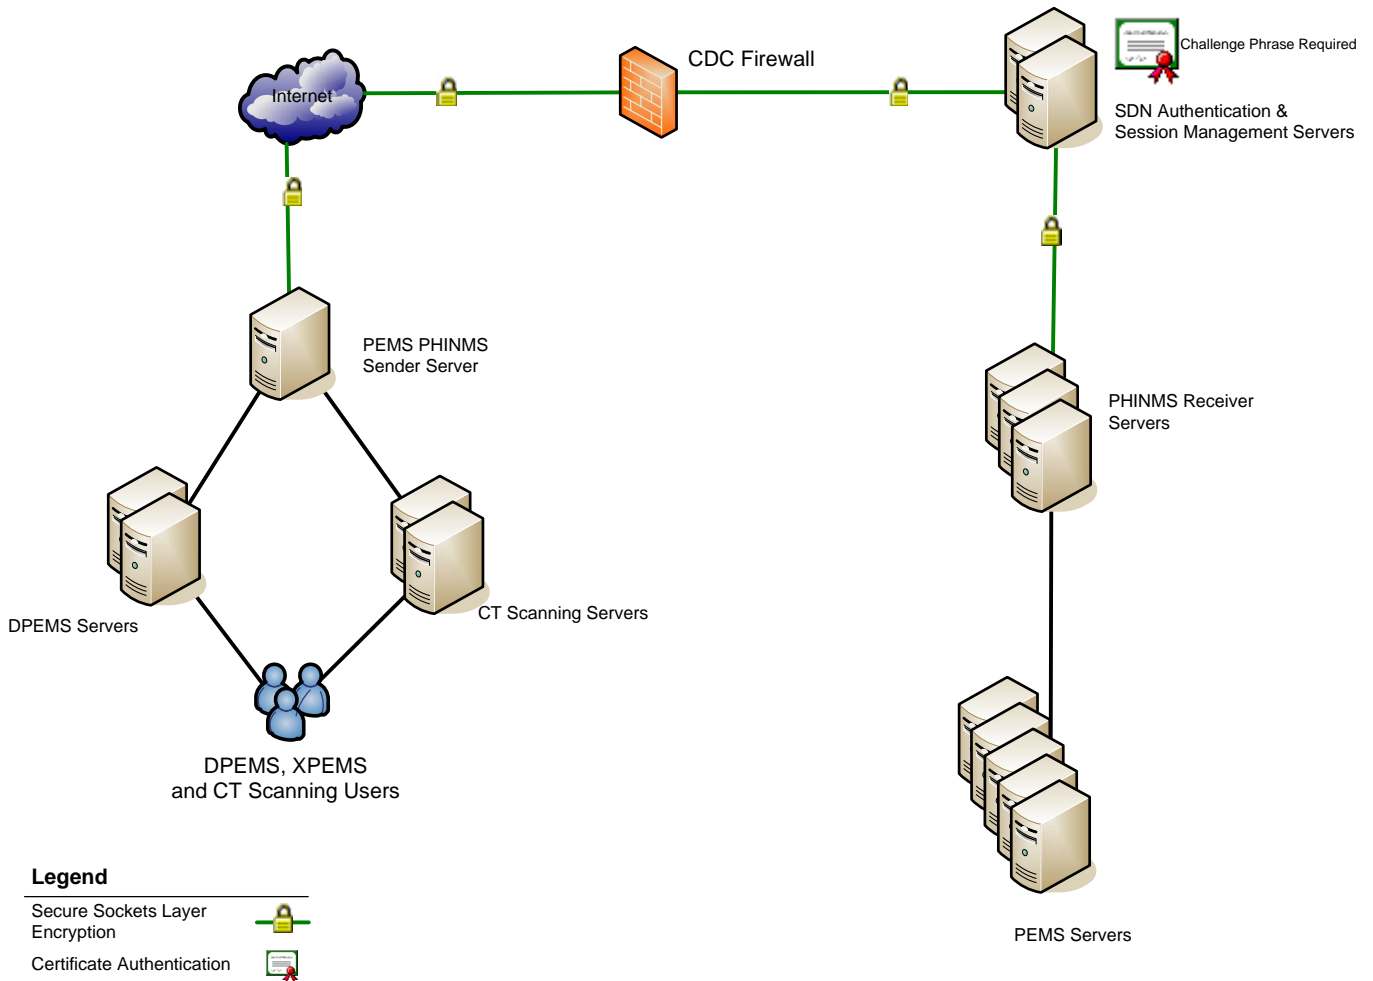 Internet
CDC Firewall
Challenge Phrase Required
SDN Authentication &
Session Management Servers
PEMS PHINMS
Sender Server
PHINMS Receiver
Servers
DPEMS Servers
CT Scanning Servers
DPEMS, XPEMS
and CT Scanning Users
PEMS Servers
Legend
Secure Sockets Layer
Encryption
Certificate Authentication